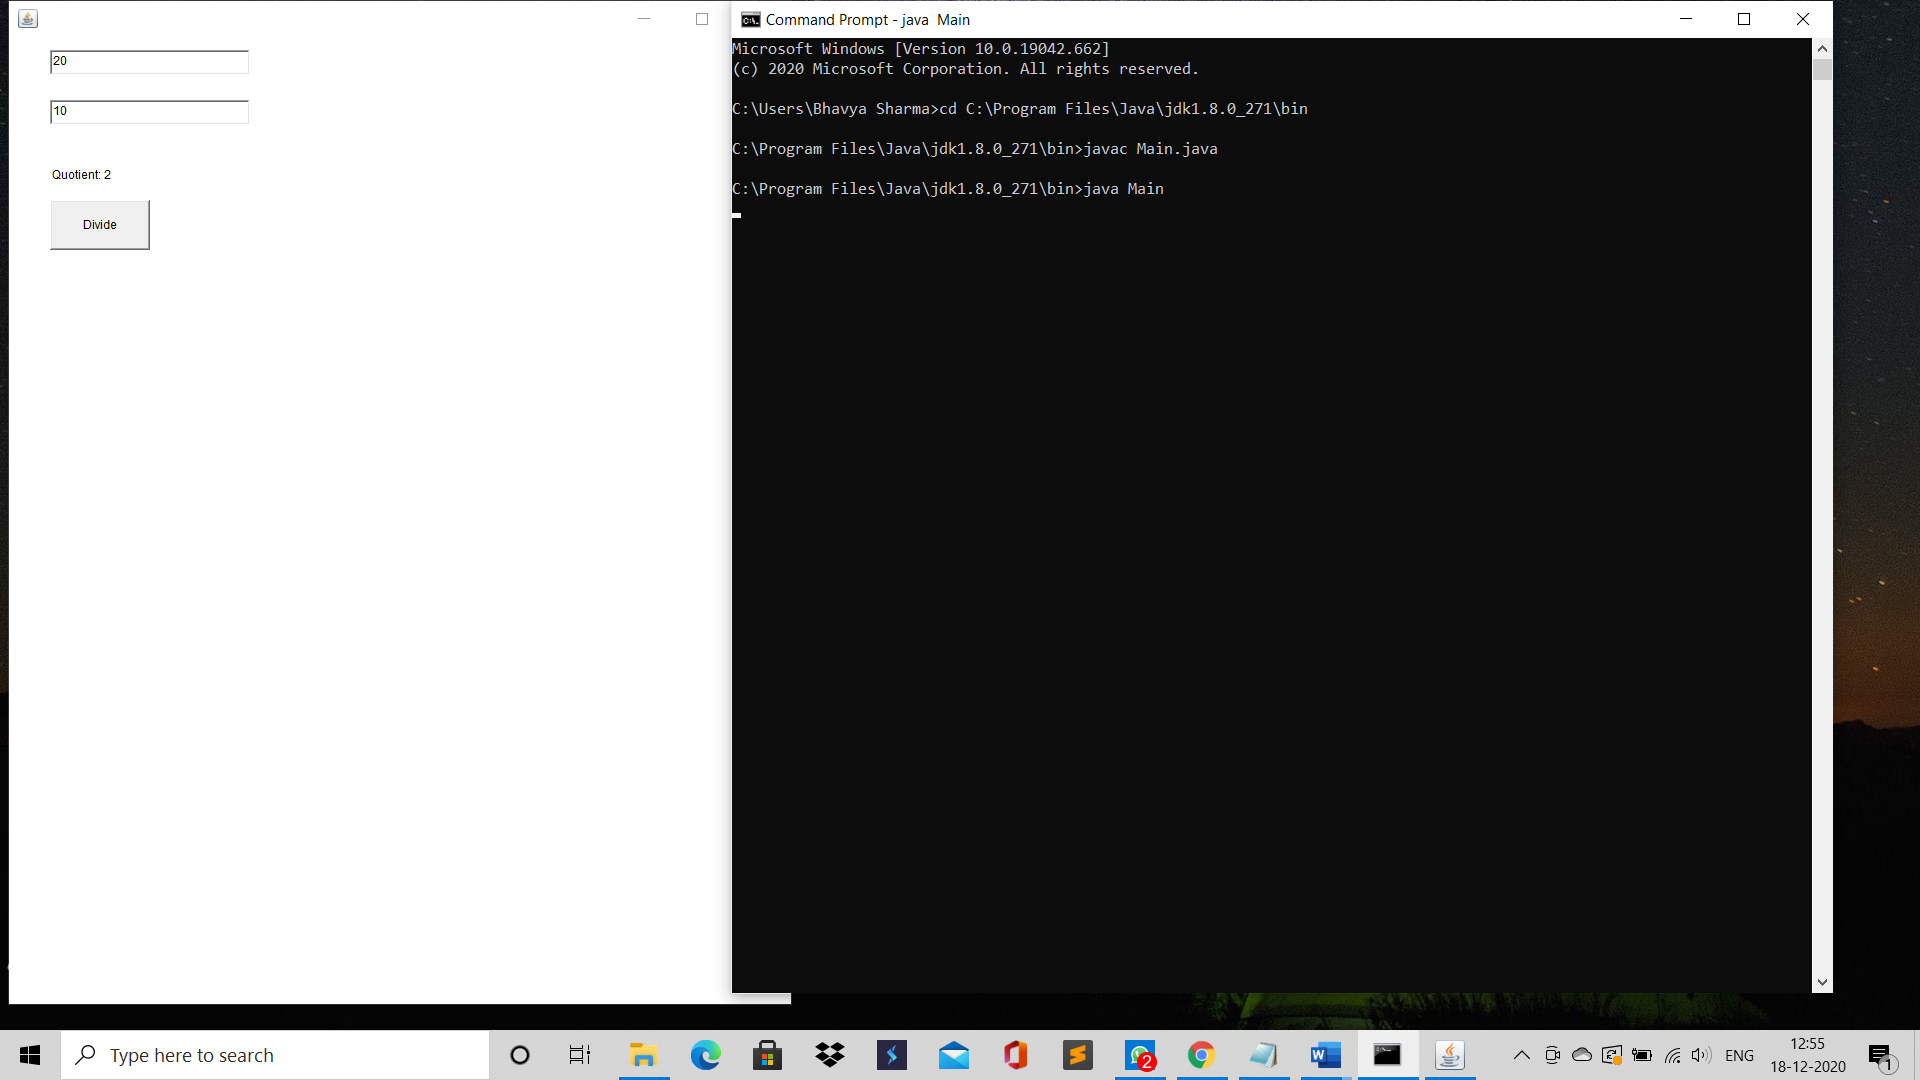 20
10
Quotient: 2
Divide
Command Prompt - java  Main
Microsoft Windows [Version 10.0.19042.662]
(c) 2020 Microsoft Corporation. All rights reserved.
C:\Users\Bhavya Sharma>cd C:\Program Files\Java\jdk1.8.0_271\bin
C:\Program Files\Java\jdk1.8.0_271\bin>javac Main.java
C:\Program Files\Java\jdk1.8.0_271\bin>java Main
Type here to search
2
ENG
12:55
18-12-2020
1